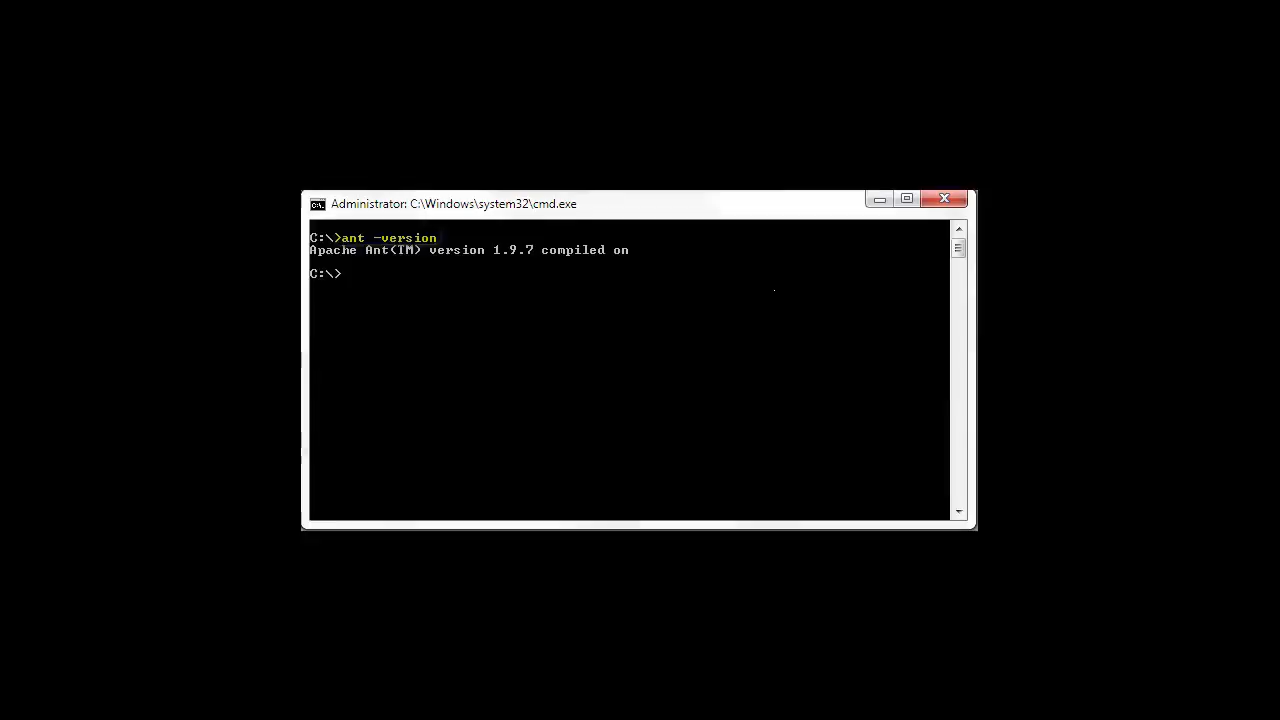 Administrator: C:\Windows\system32\cmd.exe
C:\>ant -version
Apache Ant(TM) version 1.9.7 compiled on
C:\>